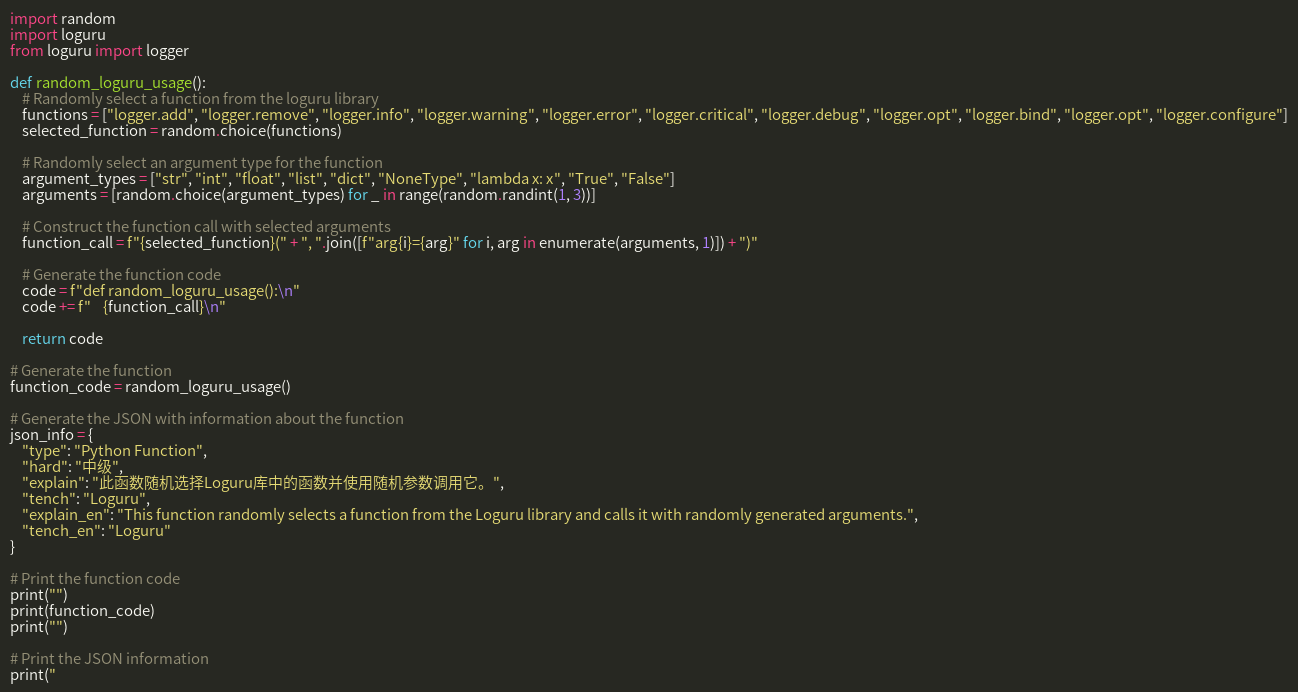 import random
import loguru
from loguru import logger

def random_loguru_usage():
    # Randomly select a function from the loguru library
    functions = ["logger.add", "logger.remove", "logger.info", "logger.warning", "logger.error", "logger.critical", "logger.debug", "logger.opt", "logger.bind", "logger.opt", "logger.configure"]
    selected_function = random.choice(functions)

    # Randomly select an argument type for the function
    argument_types = ["str", "int", "float", "list", "dict", "NoneType", "lambda x: x", "True", "False"]
    arguments = [random.choice(argument_types) for _ in range(random.randint(1, 3))]

    # Construct the function call with selected arguments
    function_call = f"{selected_function}(" + ", ".join([f"arg{i}={arg}" for i, arg in enumerate(arguments, 1)]) + ")"

    # Generate the function code
    code = f"def random_loguru_usage():\n"
    code += f"    {function_call}\n"

    return code

# Generate the function
function_code = random_loguru_usage()

# Generate the JSON with information about the function
json_info = {
    "type": "Python Function",
    "hard": "中级",
    "explain": "此函数随机选择Loguru库中的函数并使用随机参数调用它。",
    "tench": "Loguru",
    "explain_en": "This function randomly selects a function from the Loguru library and calls it with randomly generated arguments.",
    "tench_en": "Loguru"
}

# Print the function code
print("")
print(function_code)
print("")

# Print the JSON information
print("